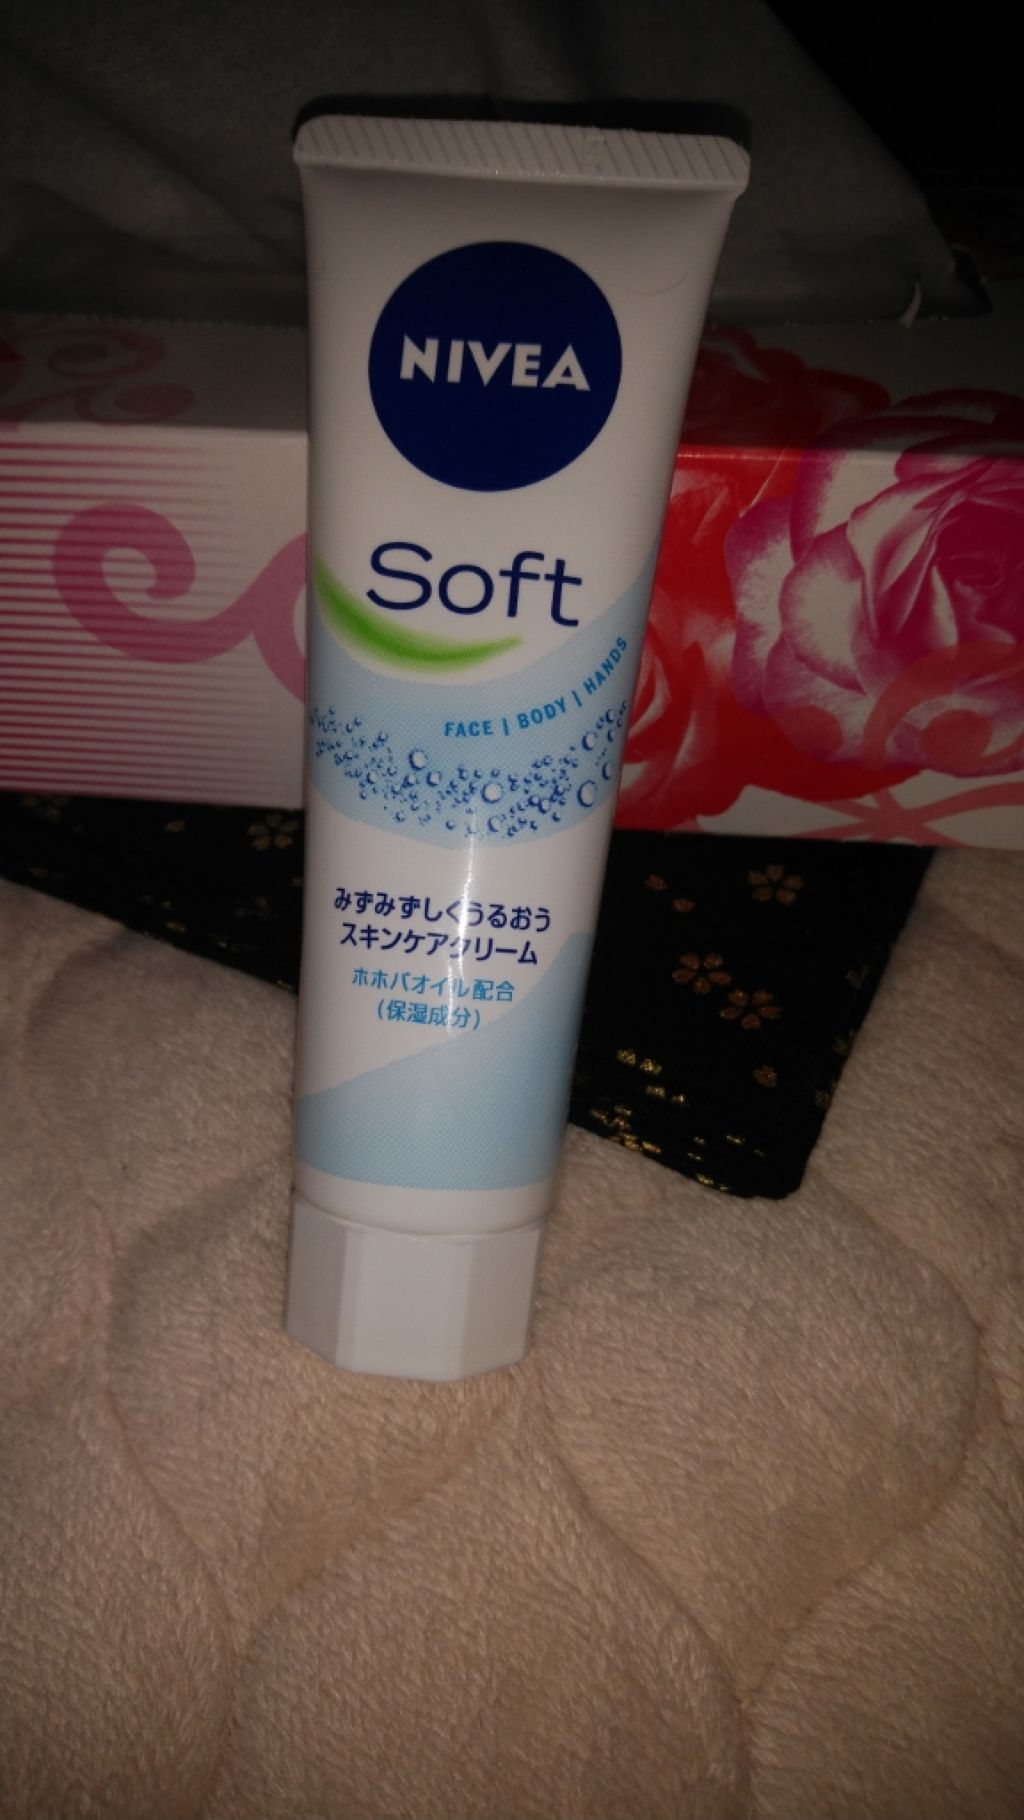 NIVEA
Soft
FACE | BODY | HANDS
みずみずしくうるおう
スキンケアクリーム
ホホバオイル配合
(保湿成分)